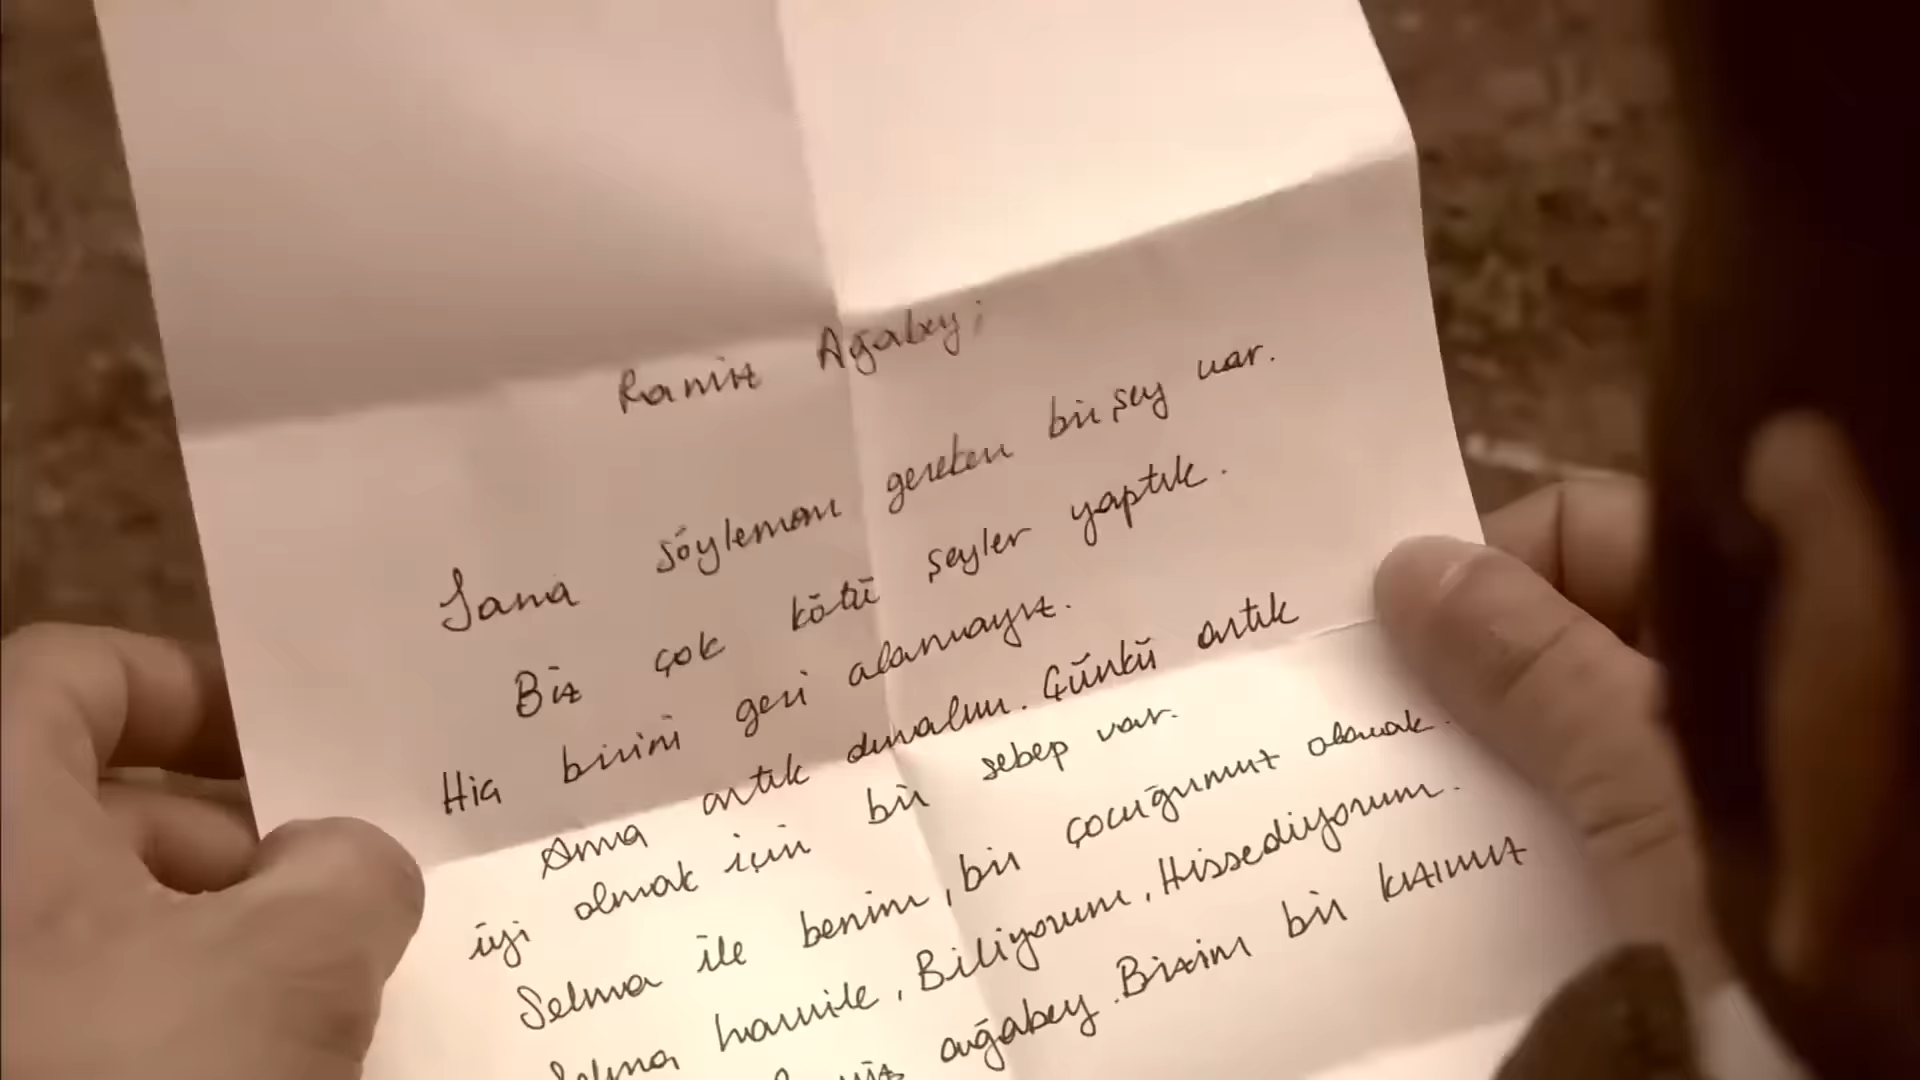 Ramiz Ağabey;
Sana söylemem gereken bir şey var.
Biz çok kötü şeyler yaptık.
Hiç birini geri alamayız.
Ama artık duralım. Çünkü artık
iyi olmak için bir sebep var.
Selma ile benim, bir çocuğumuz olacak.
Selma hamile, Biliyorum, Hissediyorum.
ağabey. Bizim bir kızımız